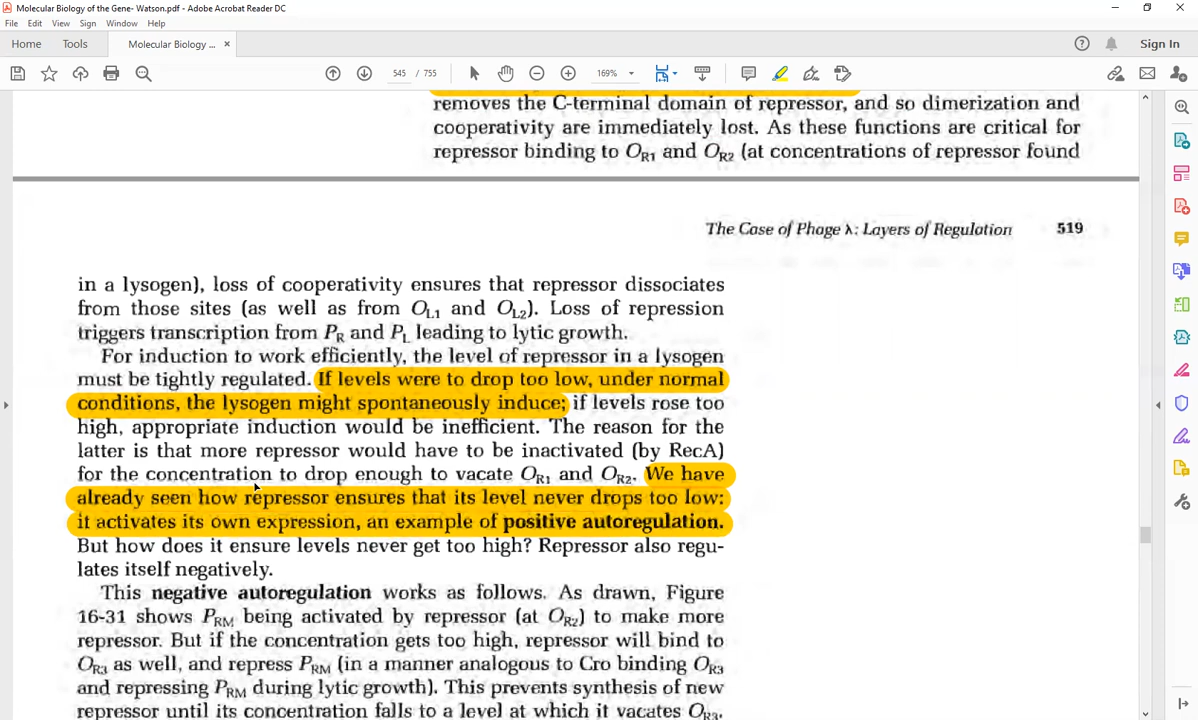 Molecular Biology of the Gene- Watson.pdf - Adobe Acrobat Reader DC
File Edit View Sign Window Help
Home Tools Molecular Biology ... × Sign In
545 / 755 169%
removes the C-terminal domain of repressor, and so dimerization and
cooperativity are immediately lost. As these functions are critical for
repressor binding to OR1 and OR2 (at concentrations of repressor found
The Case of Phage λ: Layers of Regulation 519
in a lysogen), loss of cooperativity ensures that repressor dissociates
from those sites (as well as from OL1 and OL2). Loss of repression
triggers transcription from PR and PL leading to lytic growth.
For induction to work efficiently, the level of repressor in a lysogen
must be tightly regulated. If levels were to drop too low, under normal
conditions, the lysogen might spontaneously induce; if levels rose too
high, appropriate induction would be inefficient. The reason for the
latter is that more repressor would have to be inactivated (by RecA)
for the concentration to drop enough to vacate OR1 and OR2. We have
already seen how repressor ensures that its level never drops too low:
it activates its own expression, an example of positive autoregulation.
But how does it ensure levels never get too high? Repressor also regu-
lates itself negatively.
This negative autoregulation works as follows. As drawn, Figure
16-31 shows PRM being activated by repressor (at OR2) to make more
repressor. But if the concentration gets too high, repressor will bind to
OR3 as well, and repress PRM (in a manner analogous to Cro binding OR3
and repressing PRM during lytic growth). This prevents synthesis of new
repressor until its concentration falls to a level at which it vacates OR3.